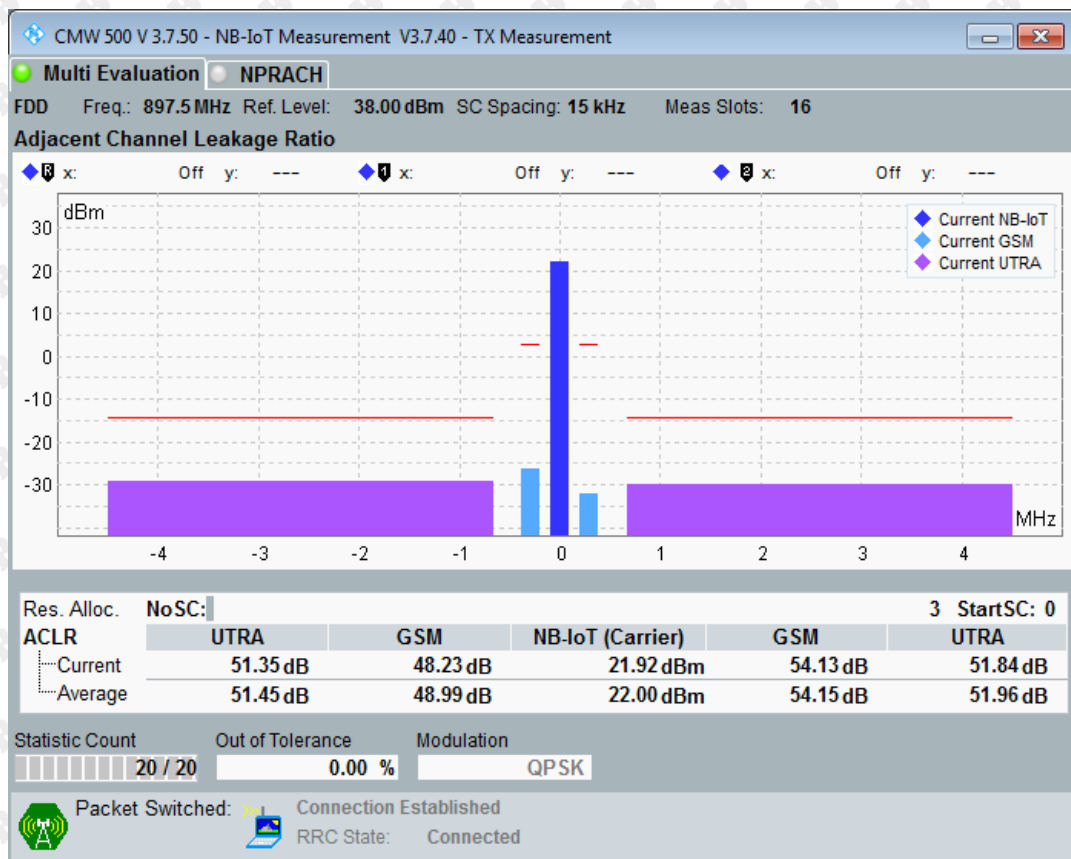 CMW 500 V 3.7.50 - NB-IoT Measurement V3.7.40 - TX Measurement
Multi Evaluation NPRACH
FDD Freq.: 897.5 MHz Ref. Level: 38.00 dBm SC Spacing: 15 kHz Meas Slots: 16
Adjacent Channel Leakage Ratio
R x: Off y: --- 1 x: Off y: --- 2 x: Off y: ---
dBm
Current NB-IoT
Current GSM
Current UTRA
30
20
10
0
-10
-20
-30
MHz
-4 -3 -2 -1 0 1 2 3 4
Res. Alloc. NoSC: 3 StartSC: 0
ACLR UTRA GSM NB-IoT (Carrier) GSM UTRA
Current 51.35 dB 48.23 dB 21.92 dBm 54.13 dB 51.84 dB
Average 51.45 dB 48.99 dB 22.00 dBm 54.15 dB 51.96 dB
Statistic Count Out of Tolerance Modulation
20 / 20 0.00 % QPSK
Packet Switched: Connection Established
RRC State: Connected